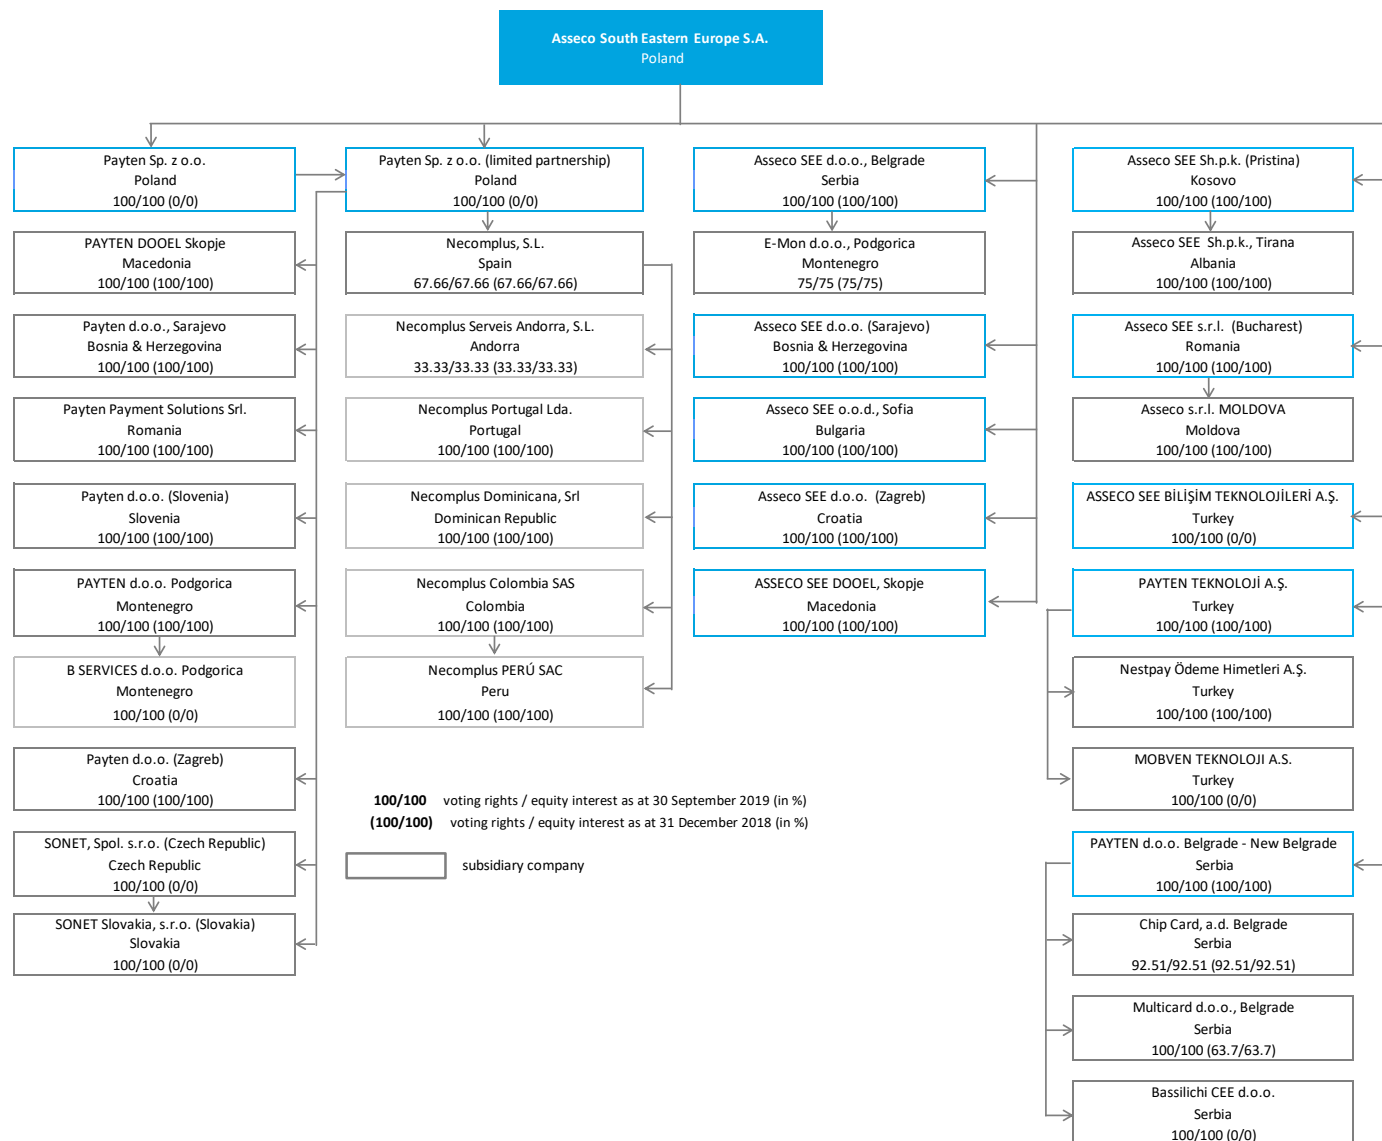 Asseco South Eastern Europe S.A.
Poland
Payten Sp. z o.o.
Poland
100/100 (0/0)
PAYTEN DOOEL Skopje
Macedonia
100/100 (100/100)
Payten d.o.o., Sarajevo
Bosnia & Herzegovina
100/100 (100/100)
Payten Payment Solutions Srl.
Romania
100/100 (100/100)
Payten d.o.o. (Slovenia)
Slovenia
100/100 (100/100)
PAYTEN d.o.o. Podgorica
Montenegro
100/100 (100/100)
B SERVICES d.o.o. Podgorica
Montenegro
100/100 (0/0)
Payten d.o.o. (Zagreb)
Croatia
100/100 (100/100)
SONET, Spol. s.r.o. (Czech Republic)
Czech Republic
100/100 (0/0)
SONET Slovakia, s.r.o. (Slovakia)
Slovakia
100/100 (0/0)
Payten Sp. z o.o. (limited partnership)
Poland
100/100 (0/0)
Necomplus, S.L.
Spain
67.66/67.66 (67.66/67.66)
Necomplus Serveis Andorra, S.L.
Andorra
33.33/33.33 (33.33/33.33)
Necomplus Portugal Lda.
Portugal
100/100 (100/100)
Necomplus Dominicana, Srl
Dominican Republic
100/100 (100/100)
Necomplus Colombia SAS
Colombia
100/100 (100/100)
Necomplus PERÚ SAC
Peru
100/100 (100/100)
Asseco SEE d.o.o., Belgrade
Serbia
100/100 (100/100)
E-Mon d.o.o., Podgorica
Montenegro
75/75 (75/75)
Asseco SEE d.o.o. (Sarajevo)
Bosnia & Herzegovina
100/100 (100/100)
Asseco SEE o.o.d., Sofia
Bulgaria
100/100 (100/100)
Asseco SEE d.o.o. (Zagreb)
Croatia
100/100 (100/100)
ASSECO SEE DOOEL, Skopje
Macedonia
100/100 (100/100)
Asseco SEE Sh.p.k. (Pristina)
Kosovo
100/100 (100/100)
Asseco SEE Sh.p.k., Tirana
Albania
100/100 (100/100)
Asseco SEE s.r.l. (Bucharest)
Romania
100/100 (100/100)
Asseco s.r.l. MOLDOVA
Moldova
100/100 (100/100)
ASSECO SEE BİLİŞİM TEKNOLOJİLERİ A.Ş.
Turkey
100/100 (0/0)
PAYTEN TEKNOLOJİ A.Ş.
Turkey
100/100 (100/100)
Nestpay Ödeme Himetleri A.Ş.
Turkey
100/100 (100/100)
MOBVEN TEKNOLOJI A.S.
Turkey
100/100 (0/0)
PAYTEN d.o.o. Belgrade - New Belgrade
Serbia
100/100 (100/100)
Chip Card, a.d. Belgrade
Serbia
92.51/92.51 (92.51/92.51)
Multicard d.o.o., Belgrade
Serbia
100/100 (63.7/63.7)
Bassilichi CEE d.o.o.
Serbia
100/100 (0/0)
100/100 voting rights / equity interest as at 30 September 2019 (in %)
(100/100) voting rights / equity interest as at 31 December 2018 (in %)
subsidiary company